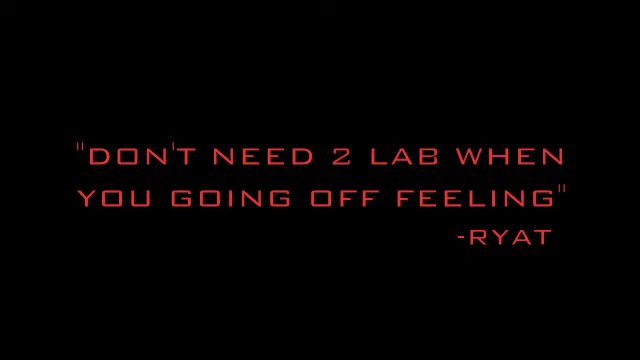 "DON'T NEED 2 LAB WHEN
YOU GOING OFF FEELING"
-RYAT